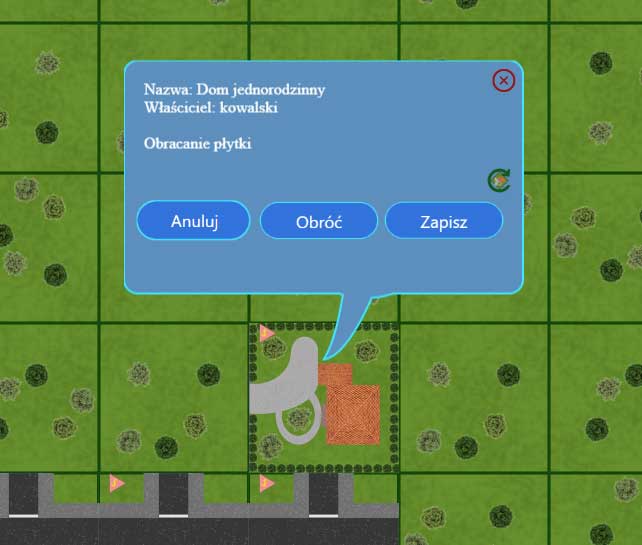 Nazwa: Dom jednorodzinny
Właściciel: kowalski
Obracanie płytki
Anuluj
Obróć
Zapisz